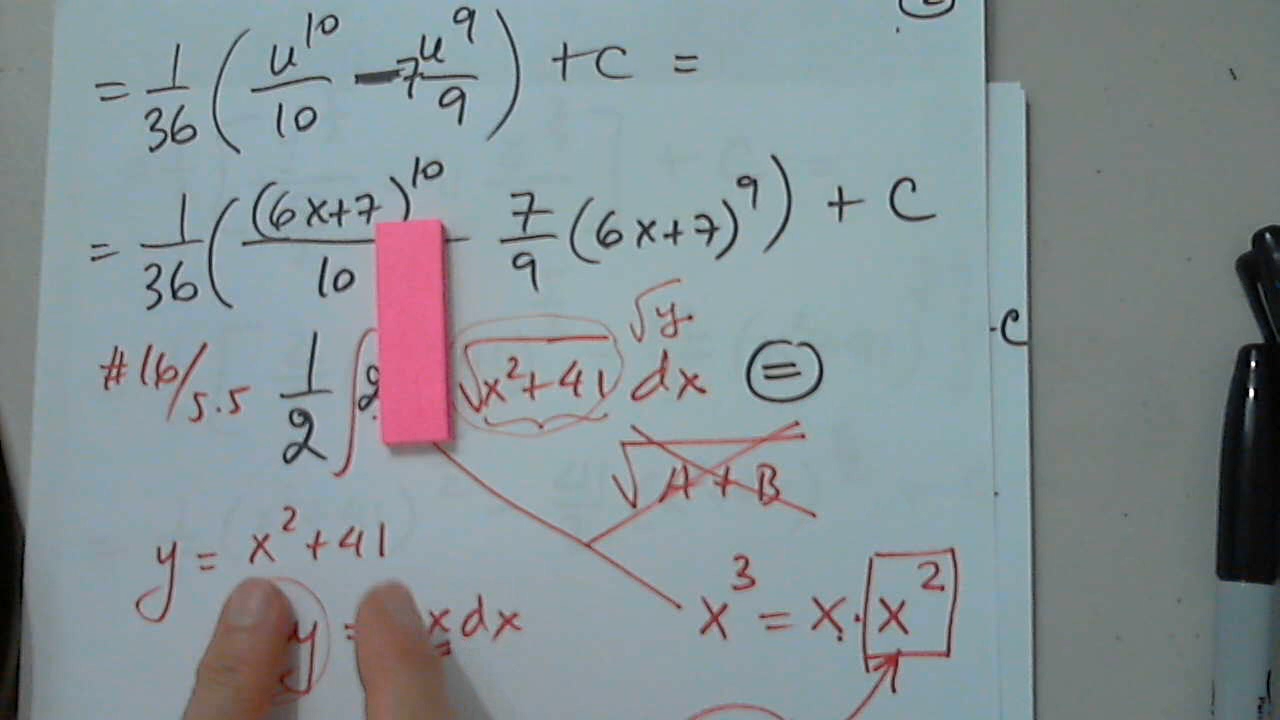 = 1/36 ( u^10/10 - 7 u^9/9 ) + C =
= 1/36 ( (6x+7)^10/10 - 7/9 (6x+7)^9 ) + C
-C
√y
#16/5.5 1/2 ∫ 2 √(x^2+41) dx =
√(A + B)
y = x^2+41
y = x dx
x^3 = x · x^2